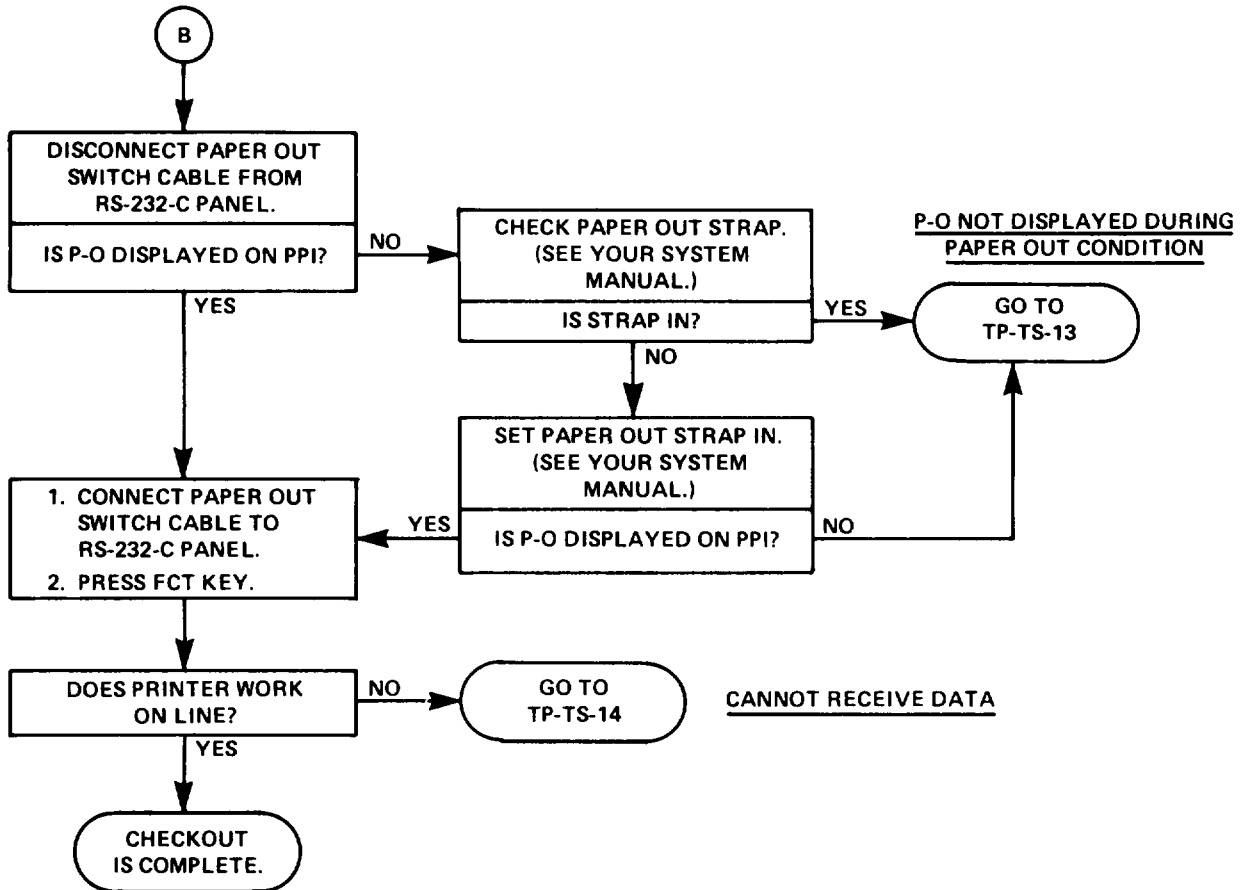 B
DISCONNECT PAPER OUT
SWITCH CABLE FROM
RS-232-C PANEL.
IS P-O DISPLAYED ON PPI?
NO
YES
CHECK PAPER OUT STRAP.
(SEE YOUR SYSTEM
MANUAL.)
IS STRAP IN?
YES
NO
P-O NOT DISPLAYED DURING
PAPER OUT CONDITION
GO TO
TP-TS-13
SET PAPER OUT STRAP IN.
(SEE YOUR SYSTEM
MANUAL.)
IS P-O DISPLAYED ON PPI?
YES
NO
1. CONNECT PAPER OUT
SWITCH CABLE TO
RS-232-C PANEL.
2. PRESS FCT KEY.
DOES PRINTER WORK
ON LINE?
NO
YES
GO TO
TP-TS-14
CANNOT RECEIVE DATA
CHECKOUT
IS COMPLETE.